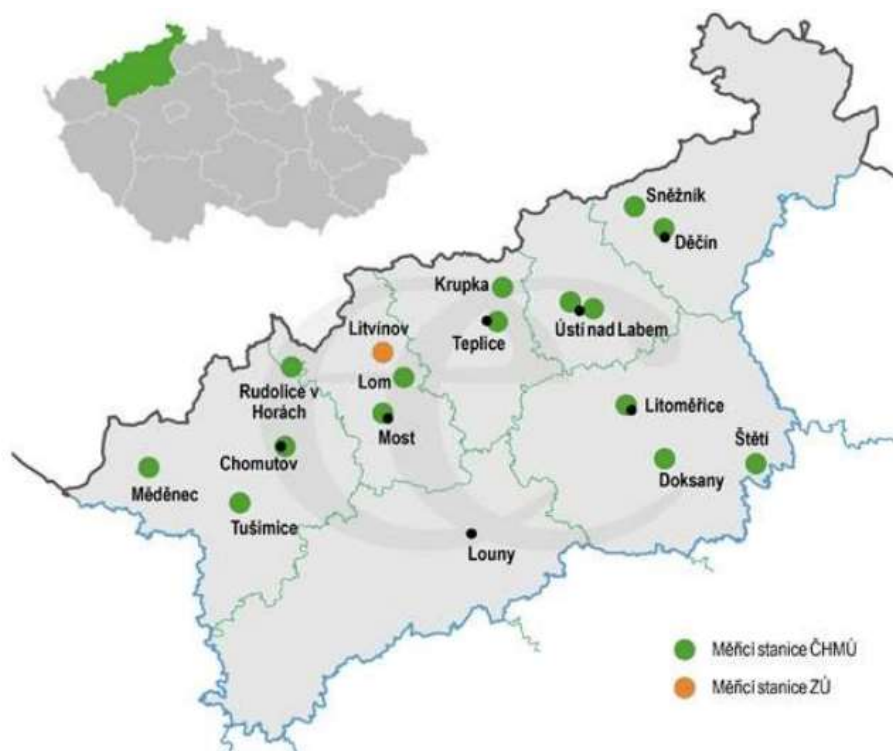 Sněžník
Děčín
Krupka
Ústí nad Labem
Teplice
Litvínov
Lom
Rudolice v
Horách
Most
Litoměřice
Štětí
Chomutov
Doksany
Měděnec
Tušimice
Louny
Měřicí stanice ČHMÚ
Měřicí stanice ZÚ